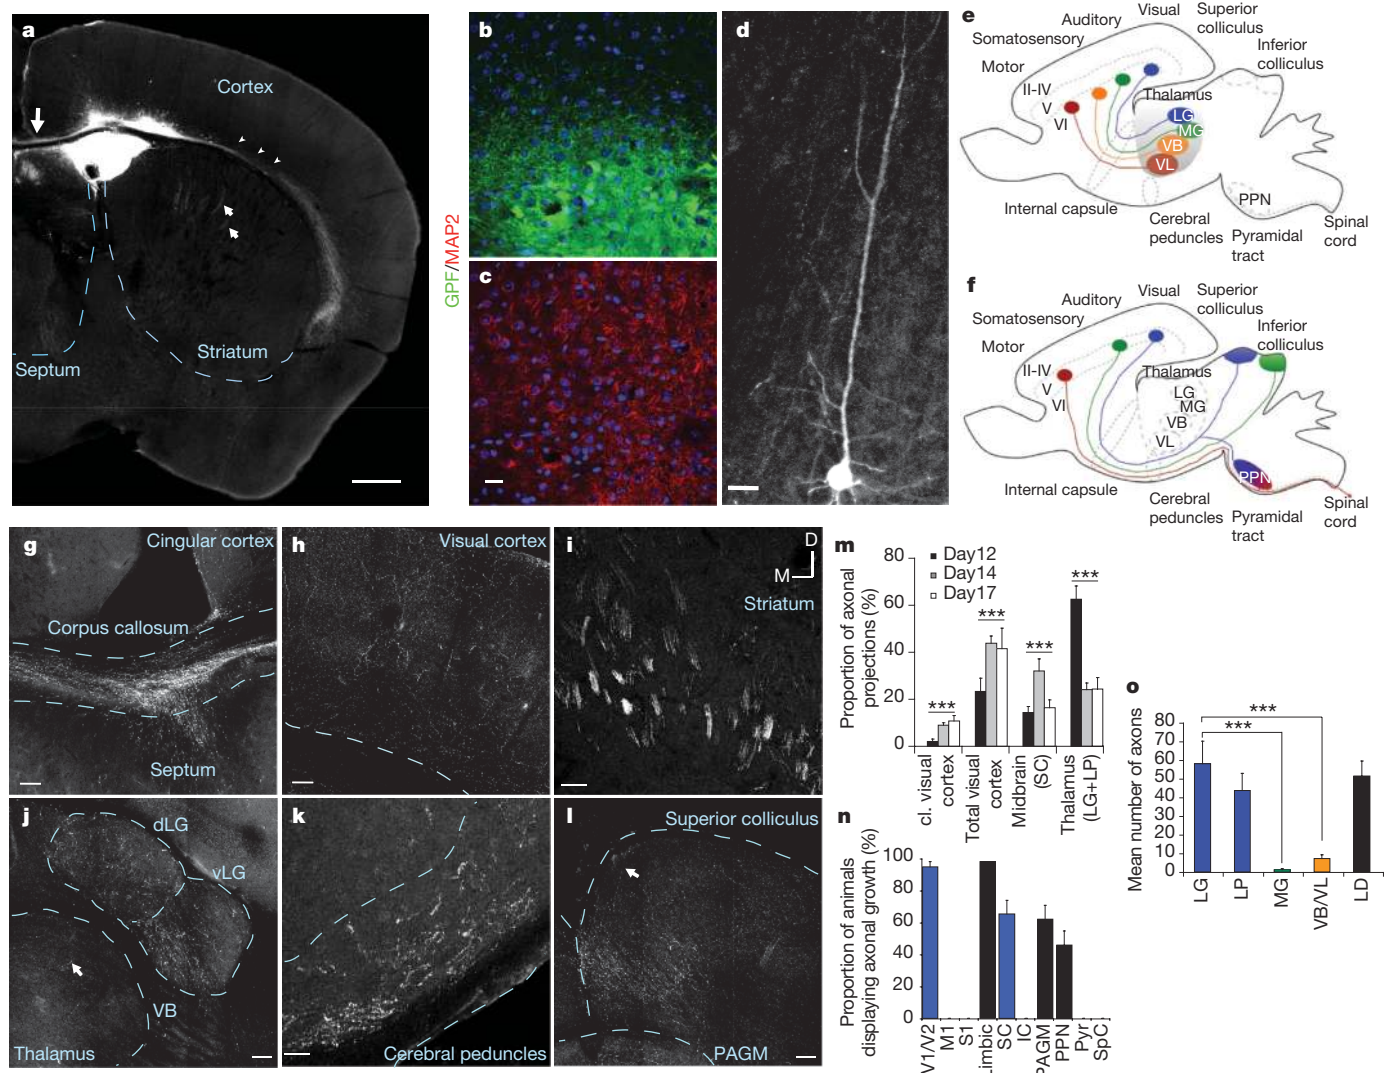 a
Cortex
Striatum
Septum
b
c
GPF/MAP2
d
e
Visual
Superior
colliculus
Auditory
Somatosensory
Inferior
colliculus
Motor
II-IV
V
VI
Thalamus
LG
MG
VB
VL
Internal capsule
Cerebral
peduncles
PPN
Pyramidal
tract
Spinal
cord
f
Visual
Superior
colliculus
Auditory
Somatosensory
Inferior
colliculus
Motor
II-IV
V
VI
Thalamus
LG
MG
VB
VL
PPN
Internal capsule
Cerebral
peduncles
Pyramidal
tract
Spinal
cord
g
Cingular cortex
Corpus callosum
Septum
h
Visual cortex
i
D
M
Striatum
j
dLG
vLG
VB
Thalamus
k
Cerebral peduncles
l
Superior colliculus
PAGM
m
Proportion of axonal
projections (%)
80
60
40
20
0
Day12
Day14
Day17
***
***
***
***
cl. visual
cortex
Total visual
cortex
Midbrain
(SC)
Thalamus
(LG+LP)
n
Proportion of animals
displaying axonal growth (%)
100
80
60
40
20
0
V1/V2
M1
S1
Limbic
SC
IC
PAGM
PPN
Pyr
SpC
o
Mean number of axons
80
70
60
50
40
30
20
10
0
***
***
LG
LP
MG
VB/VL
LD